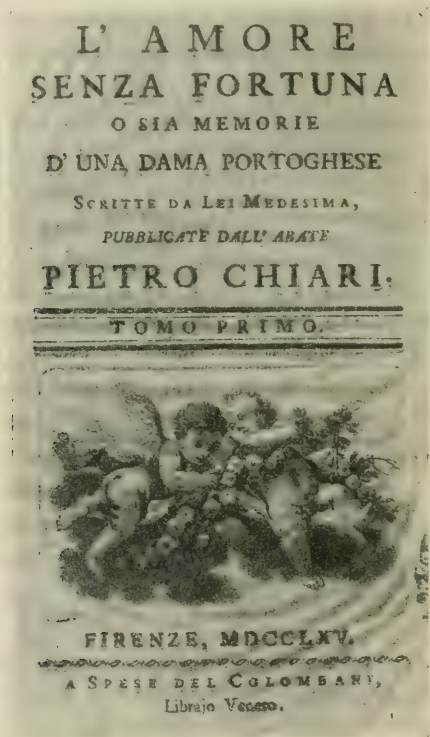 L' AMORE
SENZA FORTUNA
O SIA MEMORIE
D' UNA DAMA PORTOGHESE
SCRITTE DA LEI MEDESIMA,
PUBBLICATE DALL' ABATE
PIETRO CHIARI.
TOMO PRIMO.
FIRENZE, MDCCLXV.
A SPESE DEL COLOMBANI,
Librajo Veneto.